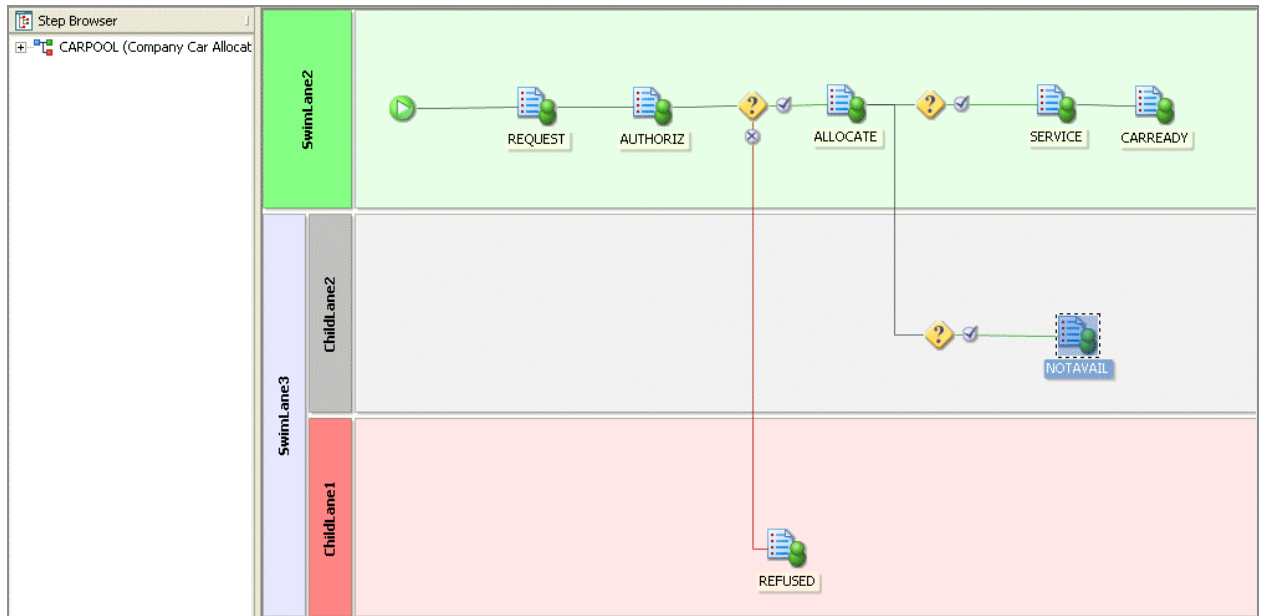 Step Browser
CARPOOL (Company Car Allocat
SwimLane2
REQUEST
AUTHORIZ
ALLOCATE
SERVICE
CARREADY
SwimLane3
ChildLane2
NOTAVAIL
ChildLane1
REFUSED